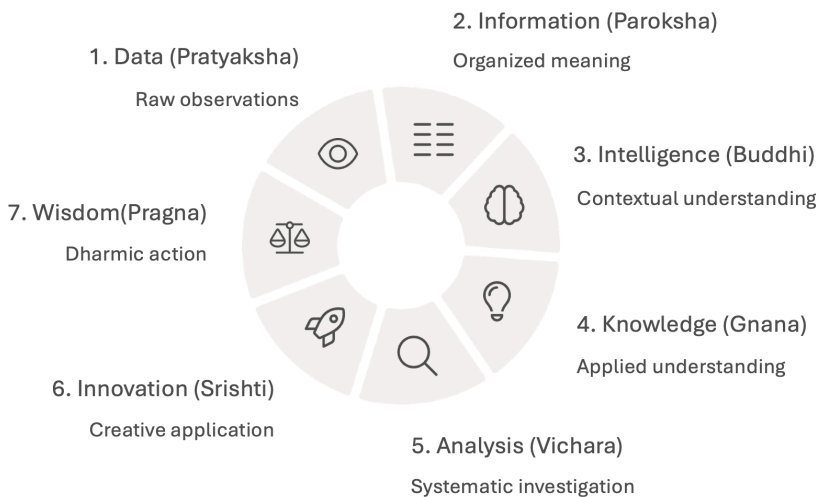 1. Data (Pratyaksha)
Raw observations
2. Information (Paroksha)
Organized meaning
3. Intelligence (Buddhi)
Contextual understanding
4. Knowledge (Gnana)
Applied understanding
5. Analysis (Vichara)
Systematic investigation
6. Innovation (Srishti)
Creative application
7. Wisdom(Pragna)
Dharmic action